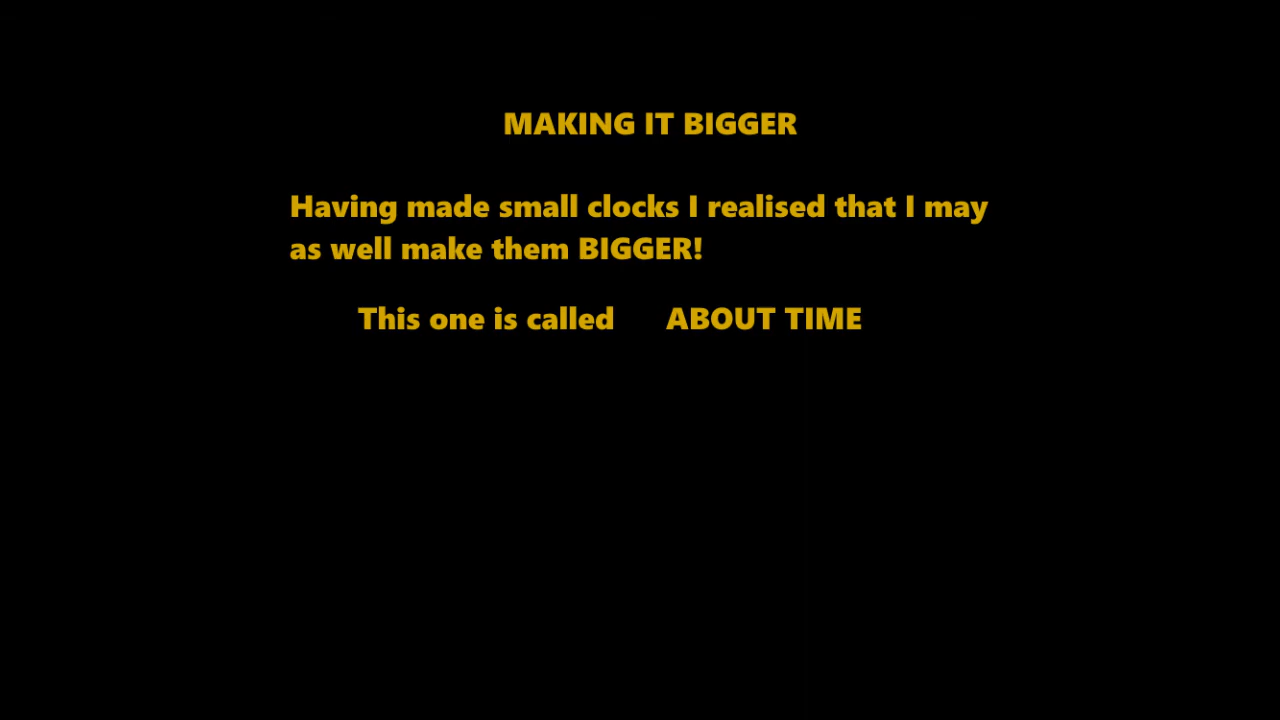 MAKING IT BIGGER
Having made small clocks I realised that I may
as well make them BIGGER!
This one is called ABOUT TIME